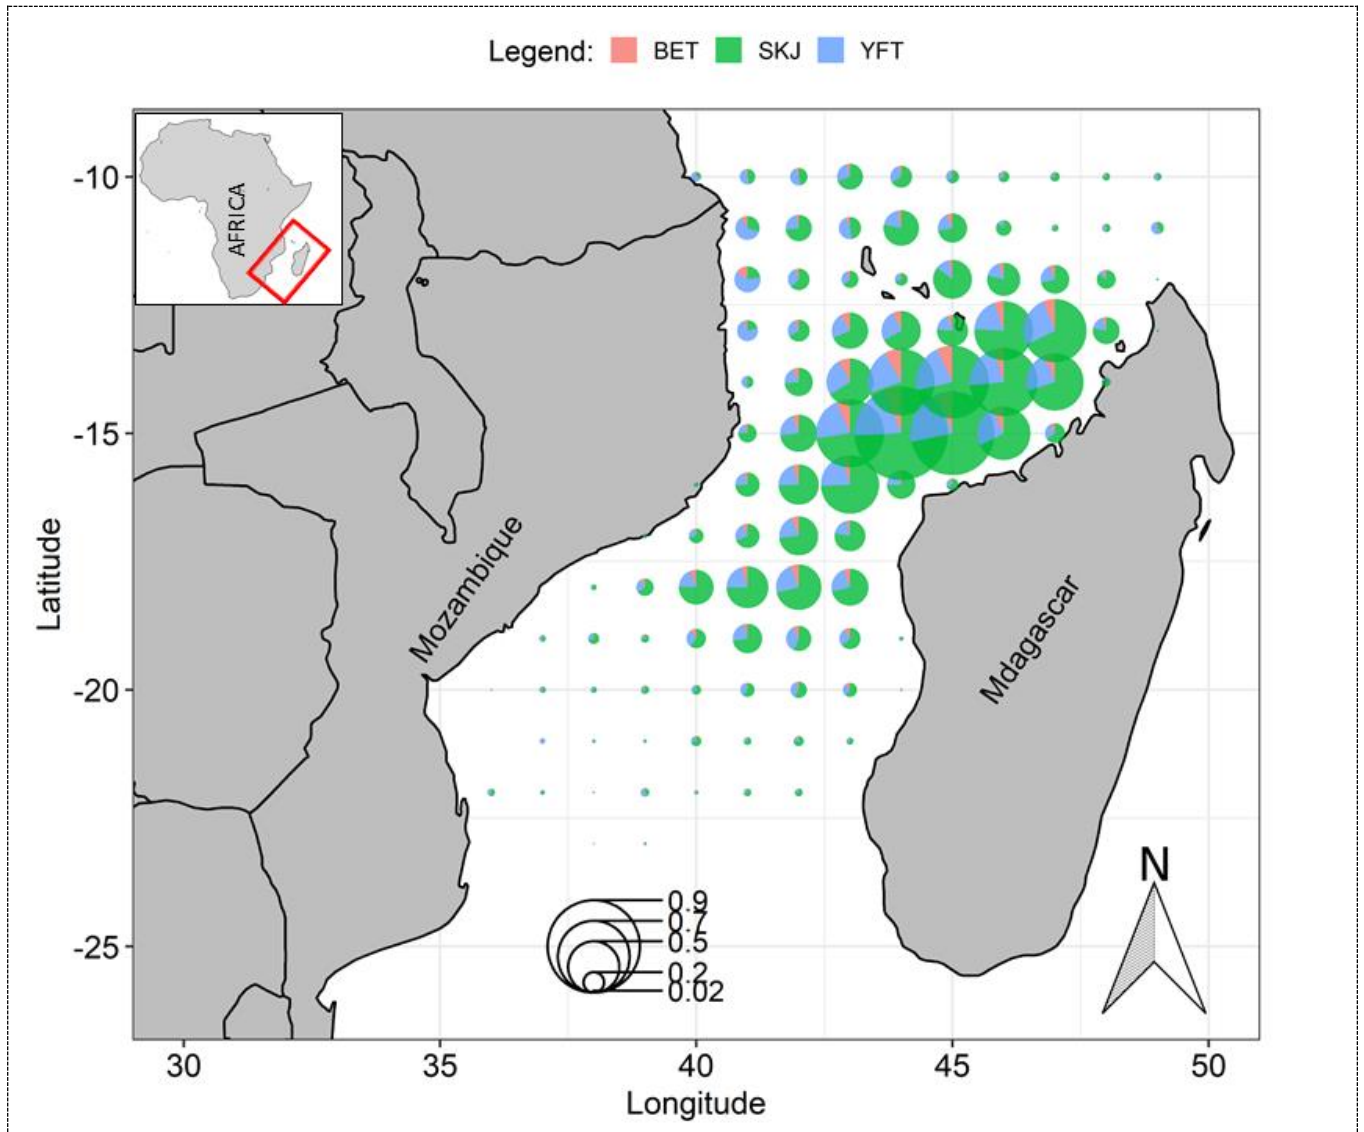 Legend: BET SKJ YFT
AFRICA
-10
-15
-20
-25
Latitude
Mozambique
Mdagascar
N
0.9
0.7
0.5
0.2
0.02
30 35 40 45 50
Longitude